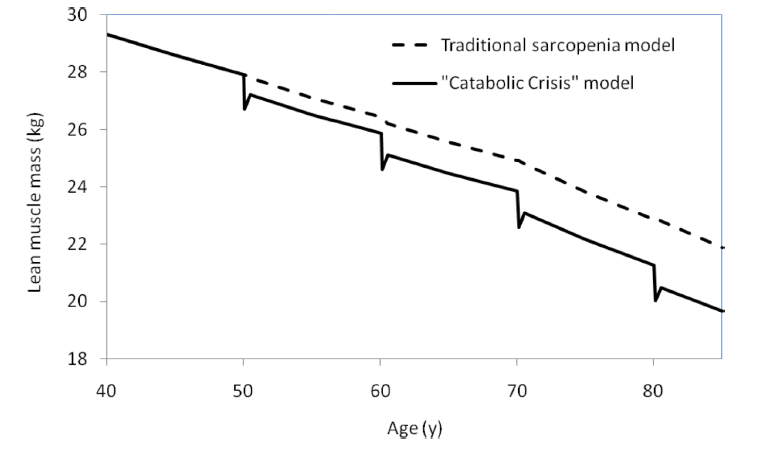 30
28
26
24
22
20
18
Lean muscle mass (kg)
Traditional sarcopenia model
"Catabolic Crisis" model
40 50 60 70 80
Age (y)